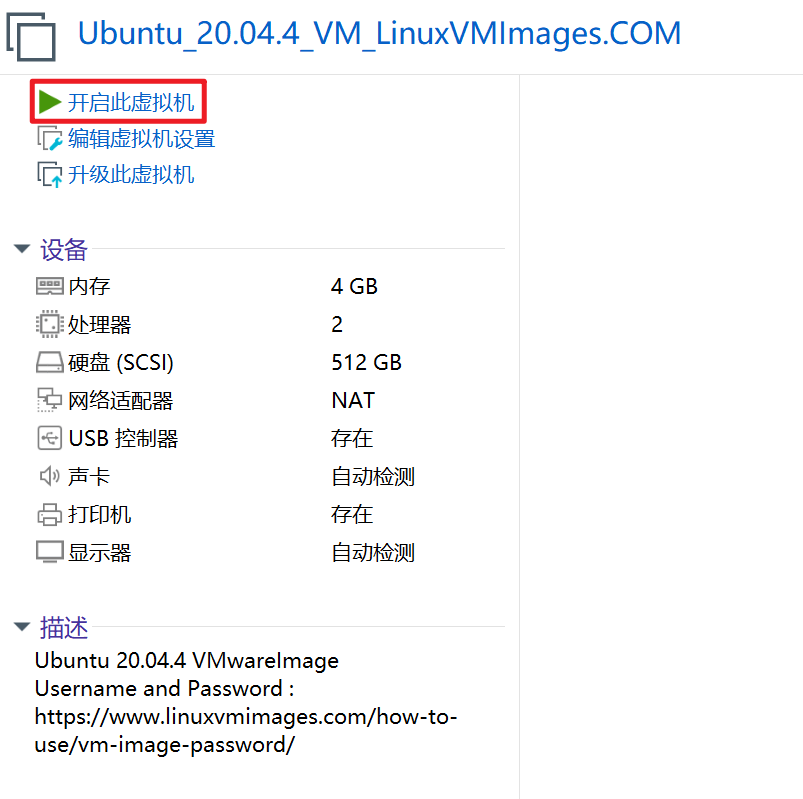 Ubuntu_20.04.4_VM_LinuxVMImages.COM
开启此虚拟机
编辑虚拟机设置
升级此虚拟机
设备
内存 4 GB
处理器 2
硬盘 (SCSI) 512 GB
网络适配器 NAT
USB 控制器 存在
声卡 自动检测
打印机 存在
显示器 自动检测
描述
Ubuntu 20.04.4 VMwareImage
Username and Password :
https://www.linuxvmimages.com/how-to-
use/vm-image-password/